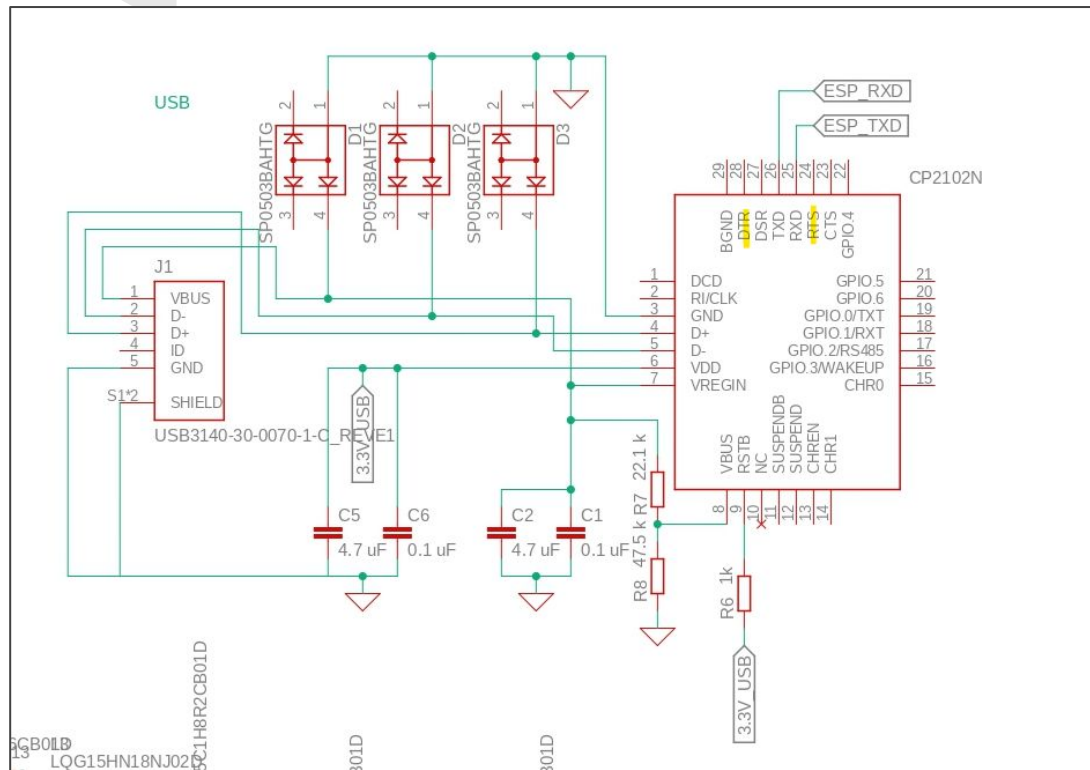 USB
2
1
D1
SP0503BAHTG
3
4
2
1
D2
SP0503BAHTG
3
4
2
1
D3
SP0503BAHTG
3
4
ESP_RXD
ESP_TXD
CP2102N
29
28
27
26
25
24
23
22
BGND
DTR
DSR
TXD
RXD
RTS
CTS
GPIO.4
1 DCD
2 RI/CLK
3 GND
4 D+
5 D-
6 VDD
7 VREGIN
GPIO.5 21
GPIO.6 20
GPIO.0/TXT 19
GPIO.1/RXT 18
GPIO.2/RS485 17
GPIO.3/WAKEUP 16
CHR0 15
VBUS
RSTB
NC
SUSPENDB
SUSPEND
CHREN
CHR1
8
9
10
11
12
13
14
J1
1 VBUS
2 D-
3 D+
4 ID
5 GND
S1*2 SHIELD
USB3140-30-0070-1-C_REVE1
3.3V_USB
C5
4.7 uF
C6
0.1 uF
C2
4.7 uF
C1
0.1 uF
R7 22.1 k
R8 47.5 k
R6 1k
3.3V_USB
LQG15HN18NJ02D
C1H8R2CB01D
301D
301D
13